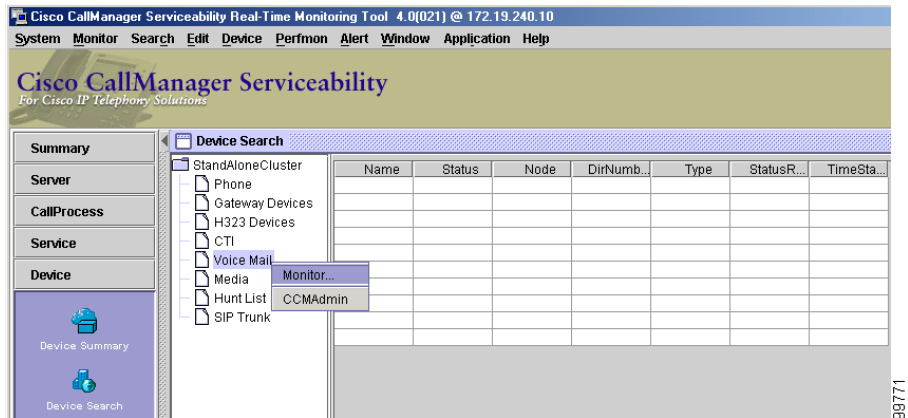 Cisco CallManager Serviceability Real-Time Monitoring Tool 4.0(021) @ 172.19.240.10
System Monitor Search Edit Device Perfmon Alert Window Application Help
Cisco CallManager Serviceability
For Cisco IP Telephony Solutions
Summary
Server
CallProcess
Service
Device
Device Summary
Device Search
Device Search
StandAloneCluster
Phone
Gateway Devices
H323 Devices
CTI
Voice Mail
Media
Hunt List
SIP Trunk
Monitor...
CCMAdmin
Name Status Node DirNumb... Type StatusR... TimeSta...
99771